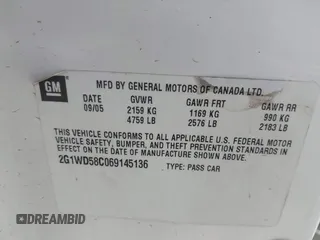 GM
MFD BY GENERAL MOTORS OF CANADA LTD.
DATE GVWR GAWR FRT GAWR RR
09/05 2159 KG 1169 KG 990 KG
4759 LB 2576 LB 2183 LB
THIS VEHICLE CONFORMS TO ALL APPLICABLE U.S. FEDERAL MOTOR
VEHICLE SAFETY, BUMPER, AND THEFT PREVENTION STANDARDS IN
EFFECT ON THE DATE OF MANUFACTURE SHOWN ABOVE.
2G1WD58C069145136 TYPE: PASS CAR
DREAMBID